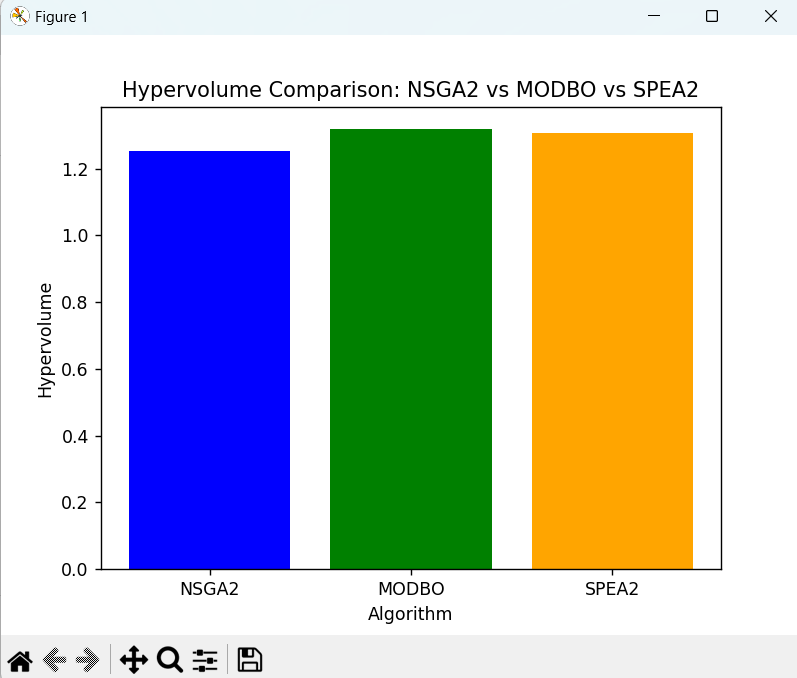 Figure 1
Hypervolume Comparison: NSGA2 vs MODBO vs SPEA2
1.2
1.0
0.8
0.6
0.4
0.2
0.0
Hypervolume
NSGA2 MODBO SPEA2
Algorithm